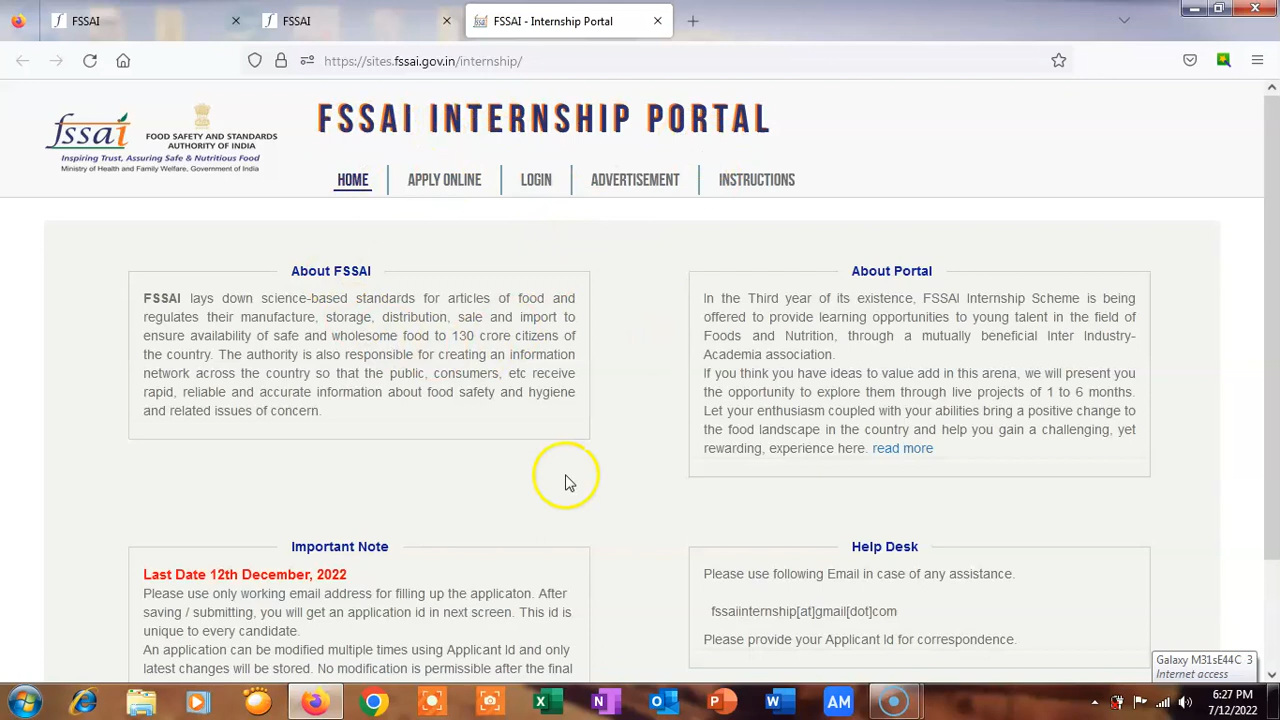 FSSAI
FSSAI
FSSAI - Internship Portal
https://sites.fssai.gov.in/internship/
fssai
FOOD SAFETY AND STANDARDS
AUTHORITY OF INDIA
Inspiring Trust, Assuring Safe & Nutritious Food
Ministry of Health and Family Welfare, Government of India
FSSAI INTERNSHIP PORTAL
HOME APPLY ONLINE LOGIN ADVERTISEMENT INSTRUCTIONS
About FSSAI
FSSAI lays down science-based standards for articles of food and
regulates their manufacture, storage, distribution, sale and import to
ensure availability of safe and wholesome food to 130 crore citizens of
the country. The authority is also responsible for creating an information
network across the country so that the public, consumers, etc receive
rapid, reliable and accurate information about food safety and hygiene
and related issues of concern.
About Portal
In the Third year of its existence, FSSAI Internship Scheme is being
offered to provide learning opportunities to young talent in the field of
Foods and Nutrition, through a mutually beneficial Inter Industry-
Academia association.
If you think you have ideas to value add in this arena, we will present you
the opportunity to explore them through live projects of 1 to 6 months.
Let your enthusiasm coupled with your abilities bring a positive change to
the food landscape in the country and help you gain a challenging, yet
rewarding, experience here. read more
Important Note
Last Date 12th December, 2022
Please use only working email address for filling up the applicaton. After
saving / submitting, you will get an application id in next screen. This id is
unique to every candidate.
An application can be modified multiple times using Applicant Id and only
latest changes will be stored. No modification is permissible after the final
Help Desk
Please use following Email in case of any assistance.
fssaiinternship[at]gmail[dot]com
Please provide your Applicant Id for correspondence.
Galaxy M31sE44C 3
Internet access
AM
6:27 PM
7/12/2022